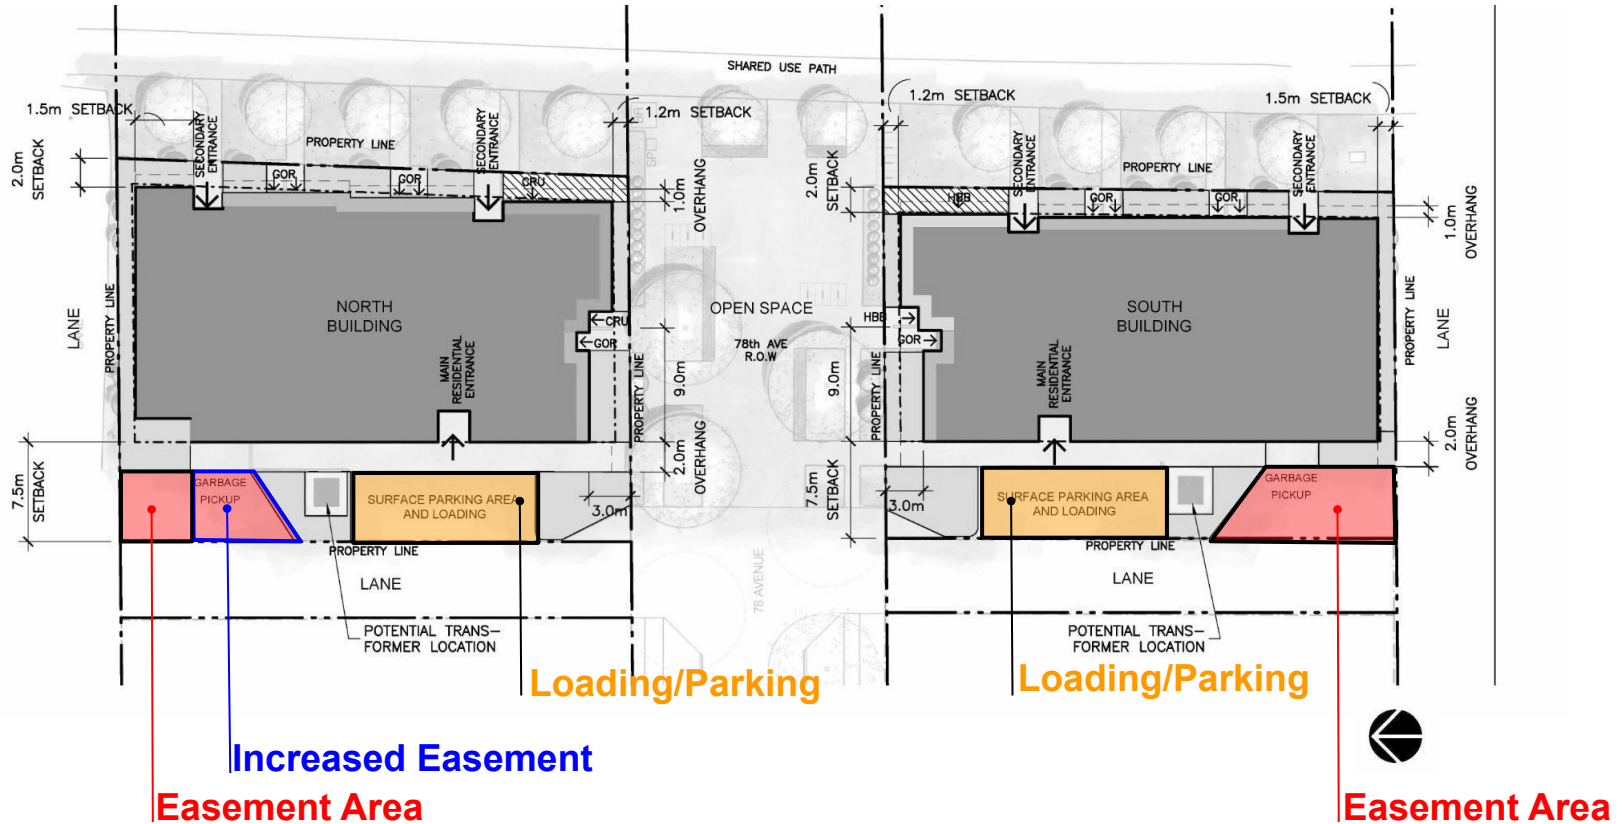 SHARED USE PATH
1.5m SETBACK
1.2m SETBACK
1.2m SETBACK
1.5m SETBACK
2.0m
SETBACK
SECONDARY
ENTRANCE
PROPERTY LINE
SECONDARY
ENTRANCE
GOR
GOR
CRU
1.0m
OVERHANG
2.0m
SETBACK
HBB
SECONDARY
ENTRANCE
PROPERTY LINE
SECONDARY
ENTRANCE
GOR
GOR
1.0m
OVERHANG
LANE
PROPERTY LINE
NORTH
BUILDING
CRU
GOR
MAIN
RESIDENTIAL
ENTRANCE
PROPERTY LINE
9.0m
2.0m
OVERHANG
OPEN SPACE
78th AVE
R.O.W
HBB
GOR
9.0m
PROPERTY LINE
SOUTH
BUILDING
MAIN
RESIDENTIAL
ENTRANCE
PROPERTY LINE
LANE
2.0m
OVERHANG
7.5m
SETBACK
GARBAGE
PICKUP
SURFACE PARKING AREA
AND LOADING
3.0m
7.5m
SETBACK
3.0m
SURFACE PARKING AREA
AND LOADING
GARBAGE
PICKUP
PROPERTY LINE
PROPERTY LINE
LANE
78 AVENUE
LANE
POTENTIAL TRANS-
FORMER LOCATION
POTENTIAL TRANS-
FORMER LOCATION
Loading/Parking
Loading/Parking
Increased Easement
Easement Area
Easement Area